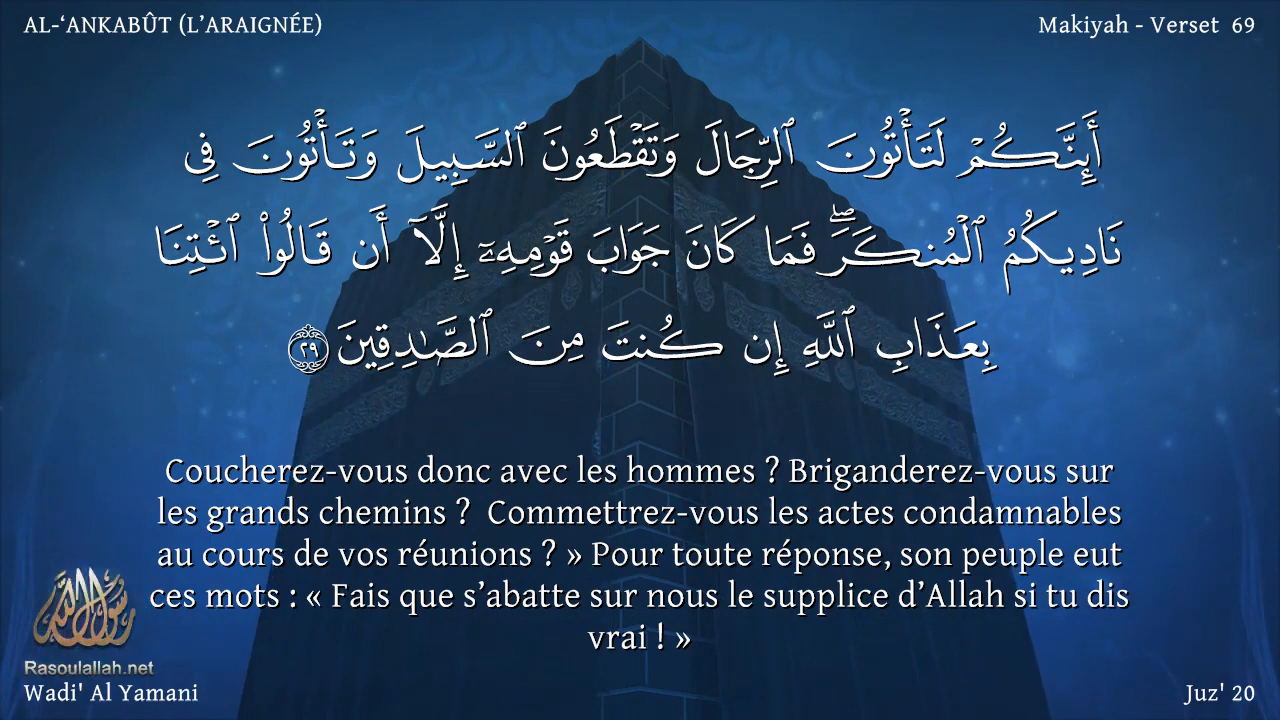 AL-‘ANKABÛT (L’ARAIGNÉE)
Makiyah - Verset 69
أَئِنَّكُمْ لَتَأْتُونَ ٱلرِّجَالَ وَتَقْطَعُونَ ٱلسَّبِيلَ وَتَأْتُونَ فِى
نَادِيكُمُ ٱلْمُنكَرَ ۖ فَمَا كَانَ جَوَابَ قَوْمِهِۦٓ إِلَّآ أَن قَالُوا۟ ٱئْتِنَا
بِعَذَابِ ٱللَّهِ إِن كُنتَ مِنَ ٱلصَّـٰدِقِينَ ٢٩
Coucherez-vous donc avec les hommes ? Briganderez-vous sur
les grands chemins ? Commettrez-vous les actes condamnables
au cours de vos réunions ? » Pour toute réponse, son peuple eut
ces mots : « Fais que s’abatte sur nous le supplice d’Allah si tu dis
vrai ! »
رسول الله
Rasoulallah.net
Wadi' Al Yamani
Juz' 20